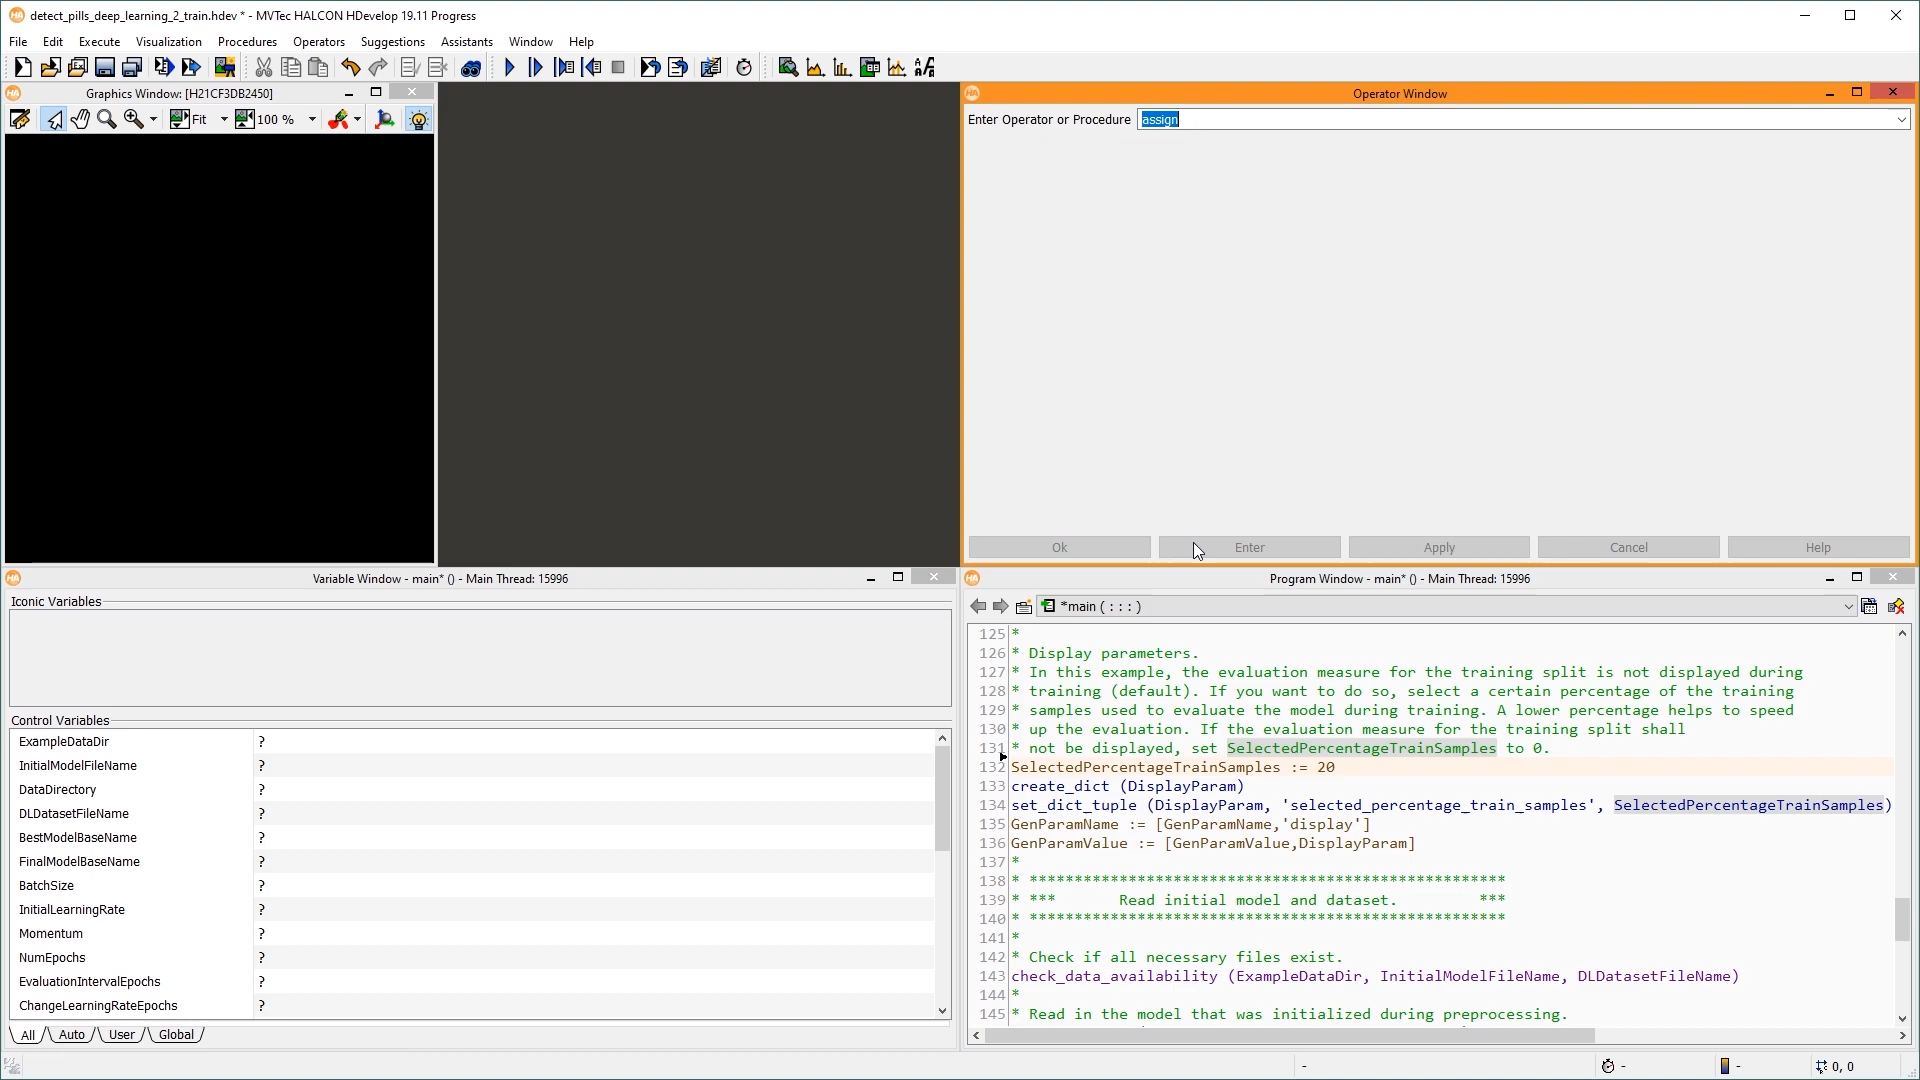 detect_pills_deep_learning_2_train.hdev * - MVTec HALCON HDevelop 19.11 Progress
File Edit Execute Visualization Procedures Operators Suggestions Assistants Window Help
Graphics Window: [H21CF3DB2450]
Fit 100 %
Operator Window
Enter Operator or Procedure assign
Ok Enter Apply Cancel Help
Variable Window - main* () - Main Thread: 15996
Iconic Variables
Control Variables
ExampleDataDir ?
InitialModelFileName ?
DataDirectory ?
DLDatasetFileName ?
BestModelBaseName ?
FinalModelBaseName ?
BatchSize ?
InitialLearningRate ?
Momentum ?
NumEpochs ?
EvaluationIntervalEpochs ?
ChangeLearningRateEpochs ?
All Auto User Global
Program Window - main* () - Main Thread: 15996
*main ( : : : )
125 *
126 * Display parameters.
127 * In this example, the evaluation measure for the training split is not displayed during
128 * training (default). If you want to do so, select a certain percentage of the training
129 * samples used to evaluate the model during training. A lower percentage helps to speed
130 * up the evaluation. If the evaluation measure for the training split shall
131 * not be displayed, set SelectedPercentageTrainSamples to 0.
132 SelectedPercentageTrainSamples := 20
133 create_dict (DisplayParam)
134 set_dict_tuple (DisplayParam, 'selected_percentage_train_samples', SelectedPercentageTrainSamples)
135 GenParamName := [GenParamName,'display']
136 GenParamValue := [GenParamValue,DisplayParam]
137 *
138 * *****************************************************
139 * *** Read initial model and dataset. ***
140 * *****************************************************
141 *
142 * Check if all necessary files exist.
143 check_data_availability (ExampleDataDir, InitialModelFileName, DLDatasetFileName)
144 *
145 * Read in the model that was initialized during preprocessing.
- - - 0, 0